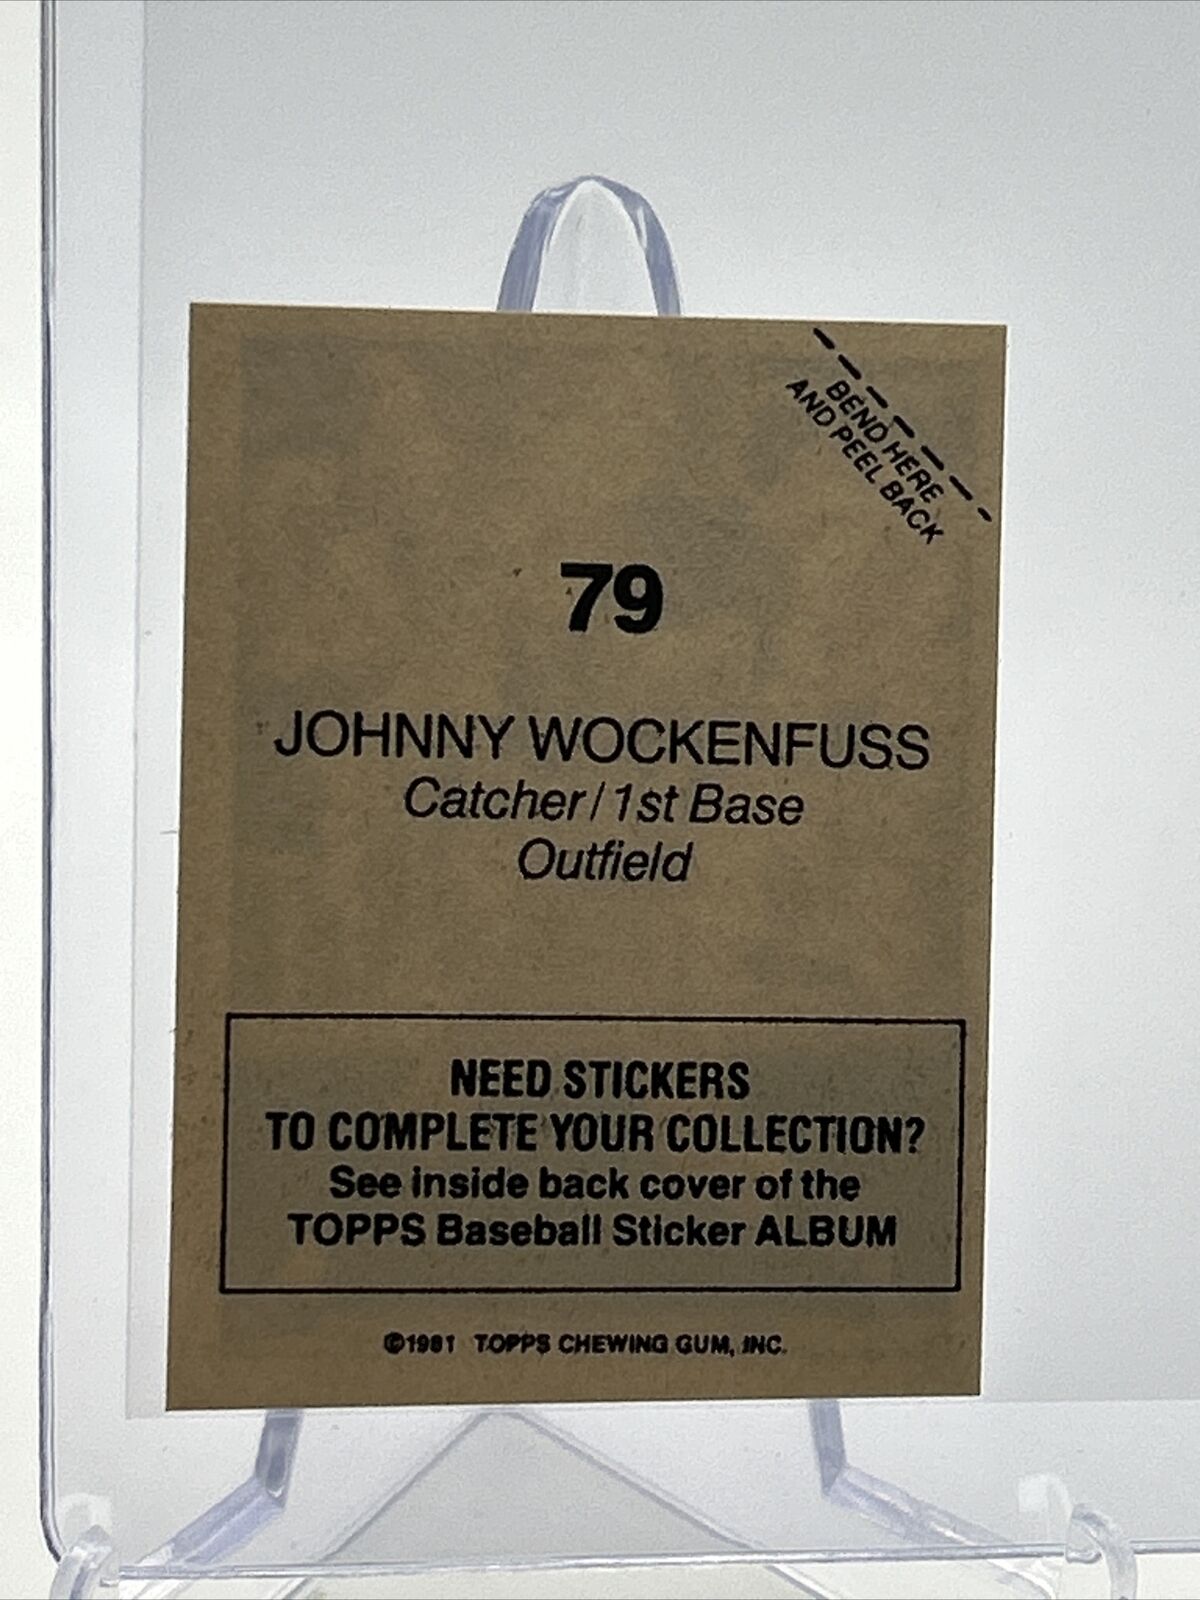 BEND HERE
AND PEEL BACK
79
JOHNNY WOCKENFUSS
Catcher/1st Base
Outfield
NEED STICKERS
TO COMPLETE YOUR COLLECTION?
See inside back cover of the
TOPPS Baseball Sticker ALBUM
©1981 TOPPS CHEWING GUM, INC.